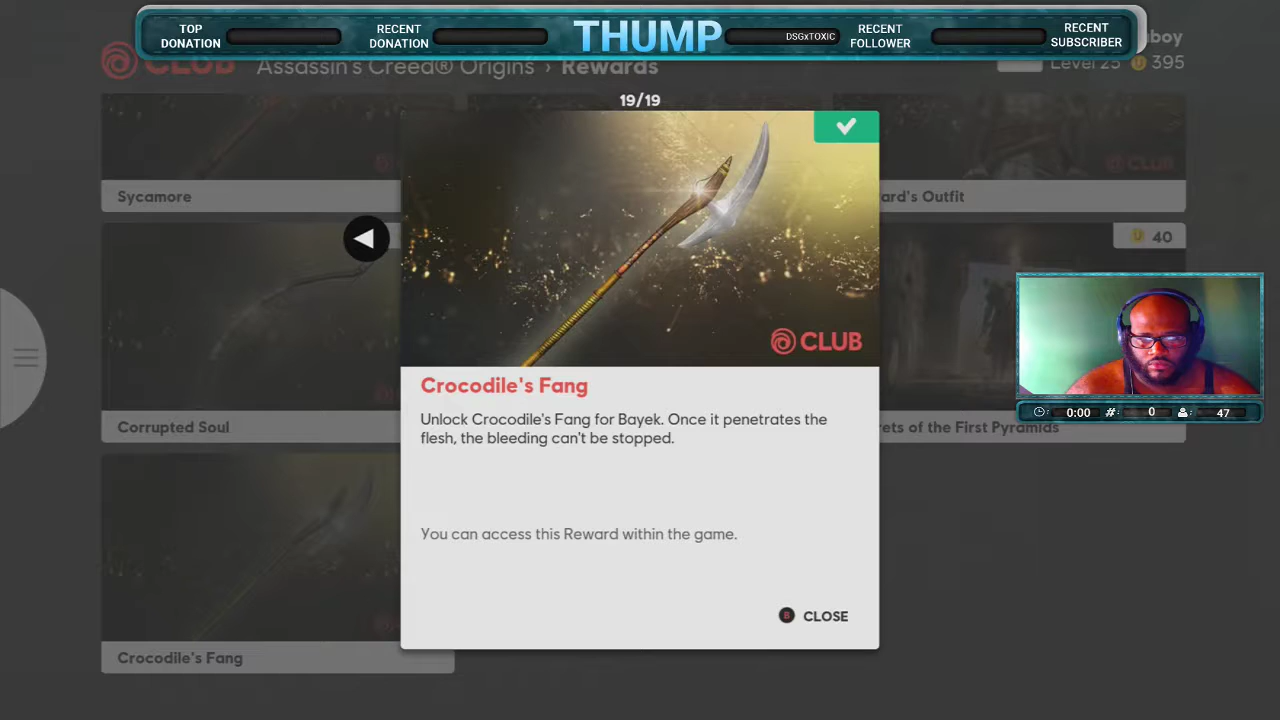 TOP
DONATION
RECENT
DONATION
THUMP
DSGxTOXIC
RECENT
FOLLOWER
RECENT
SUBSCRIBER
CLUB
Assassin's Creed® Origins › Rewards
boy
Level 25
395
19/19
CLUB
Sycamore
ard's Outfit
40
CLUB
Crocodile's Fang
Unlock Crocodile's Fang for Bayek. Once it penetrates the
flesh, the bleeding can't be stopped.
0:00 #: 0 47
Corrupted Soul
rets of the First Pyramids
You can access this Reward within the game.
B CLOSE
Crocodile's Fang